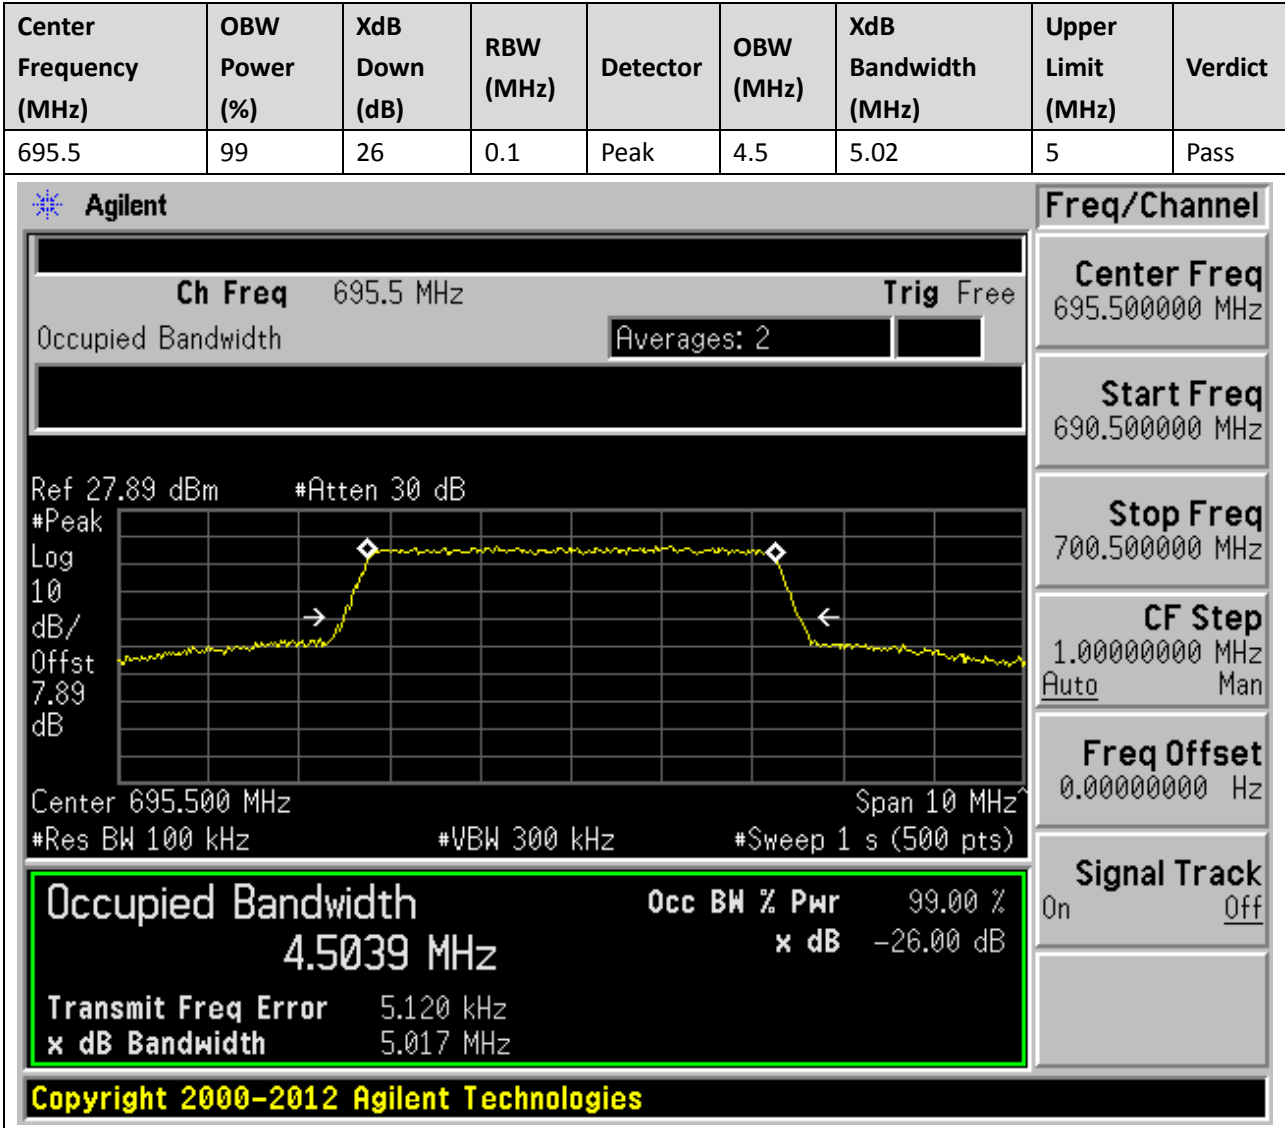 Center Frequency (MHz) OBW Power (%) XdB Down (dB) RBW (MHz) Detector OBW (MHz) XdB Bandwidth (MHz) Upper Limit (MHz) Verdict
695.5 99 26 0.1 Peak 4.5 5.02 5 Pass
Agilent
Freq/Channel
Ch Freq 695.5 MHz Trig Free
Occupied Bandwidth Averages: 2
Center Freq
695.500000 MHz
Start Freq
690.500000 MHz
Stop Freq
700.500000 MHz
CF Step
1.00000000 MHz
Auto Man
Freq Offset
0.00000000 Hz
Signal Track
On Off
Ref 27.89 dBm #Atten 30 dB
#Peak
Log
10
dB/
Offst
7.89
dB
Center 695.500 MHz Span 10 MHz^
#Res BW 100 kHz #VBW 300 kHz #Sweep 1 s (500 pts)
Occupied Bandwidth Occ BW % Pwr 99.00 %
4.5039 MHz x dB -26.00 dB
Transmit Freq Error 5.120 kHz
x dB Bandwidth 5.017 MHz
Copyright 2000-2012 Agilent Technologies